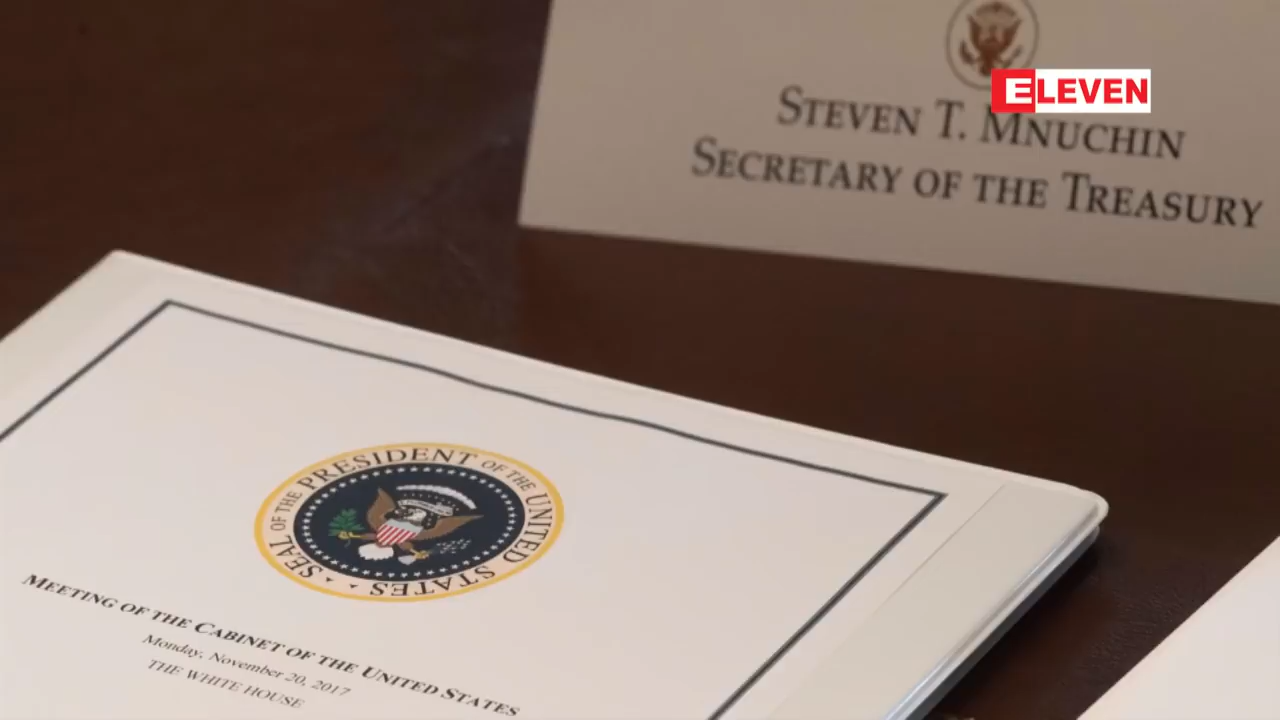 ELEVEN
STEVEN T. MNUCHIN
SECRETARY OF THE TREASURY
SEAL OF THE PRESIDENT OF THE UNITED STATES
MEETING OF THE CABINET OF THE UNITED STATES
Monday, November 20, 2017
THE WHITE HOUSE